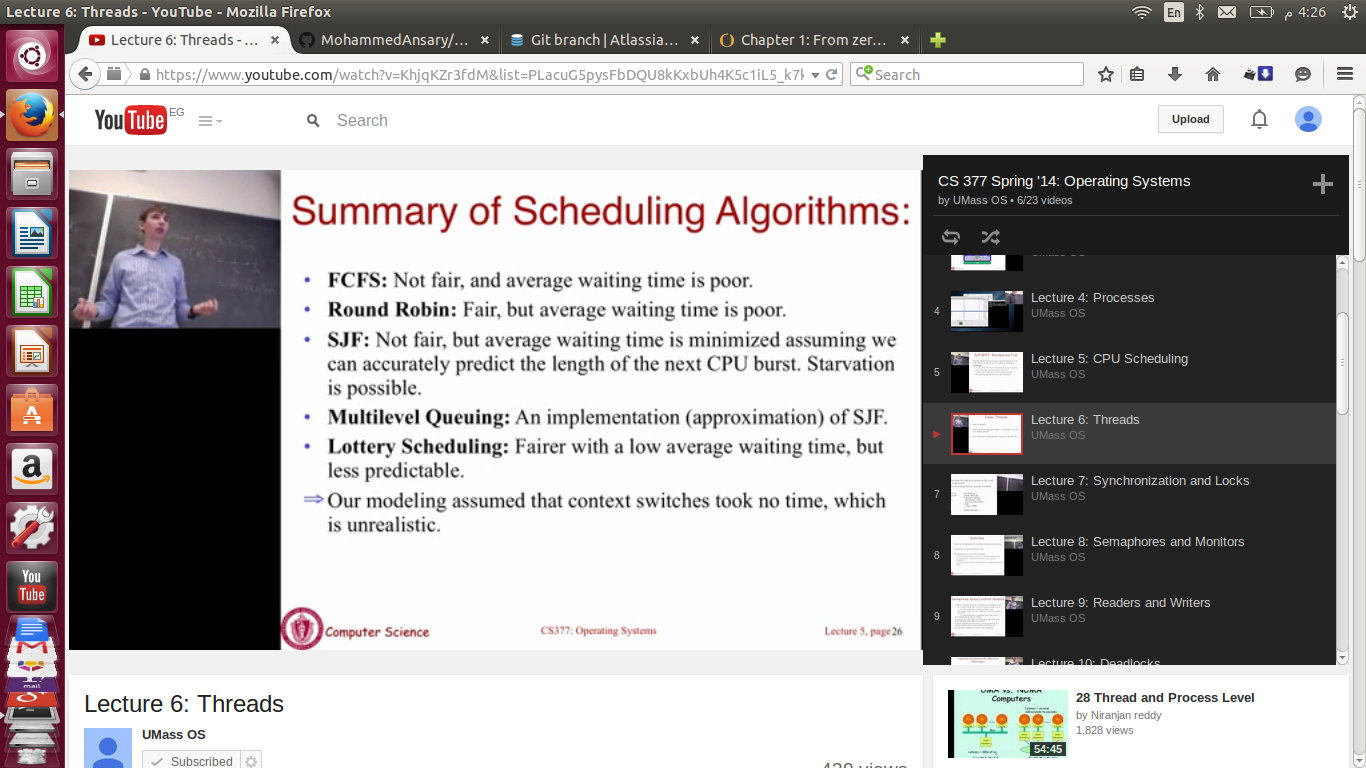 Lecture 6: Threads - YouTube - Mozilla Firefox
En
4:26 م
Lecture 6: Threads - ...
MohammedAnsary/...
Git branch | Atlassia...
Chapter 1: From zer...
https://www.youtube.com/watch?v=KhjqKZr3fdM&list=PLacuG5pysFbDQU8kKxbUh4K5c1iL5_k7k
Search
YouTube EG
Search
Upload
CS 377 Spring '14: Operating Systems
by UMass OS • 6/23 videos
UMass OS
4
Lecture 4: Processes
UMass OS
5
Lecture 5: CPU Scheduling
UMass OS
Lecture 6: Threads
UMass OS
7
Lecture 7: Synchronization and Locks
UMass OS
8
Lecture 8: Semaphores and Monitors
UMass OS
9
Lecture 9: Readers and Writers
UMass OS
Lecture 10: Deadlocks
Summary of Scheduling Algorithms:
• FCFS: Not fair, and average waiting time is poor.
• Round Robin: Fair, but average waiting time is poor.
• SJF: Not fair, but average waiting time is minimized assuming we
can accurately predict the length of the next CPU burst. Starvation
is possible.
• Multilevel Queuing: An implementation (approximation) of SJF.
• Lottery Scheduling: Fairer with a low average waiting time, but
less predictable.
⇒ Our modeling assumed that context switches took no time, which
is unrealistic.
Computer Science
CS377: Operating Systems
Lecture 5, page 26
Lecture 6: Threads
UMass OS
Subscribed
views
UMA vs. NUMA
Computers
54:45
28 Thread and Process Level
by Niranjan reddy
1,828 views
You
Tube
mail